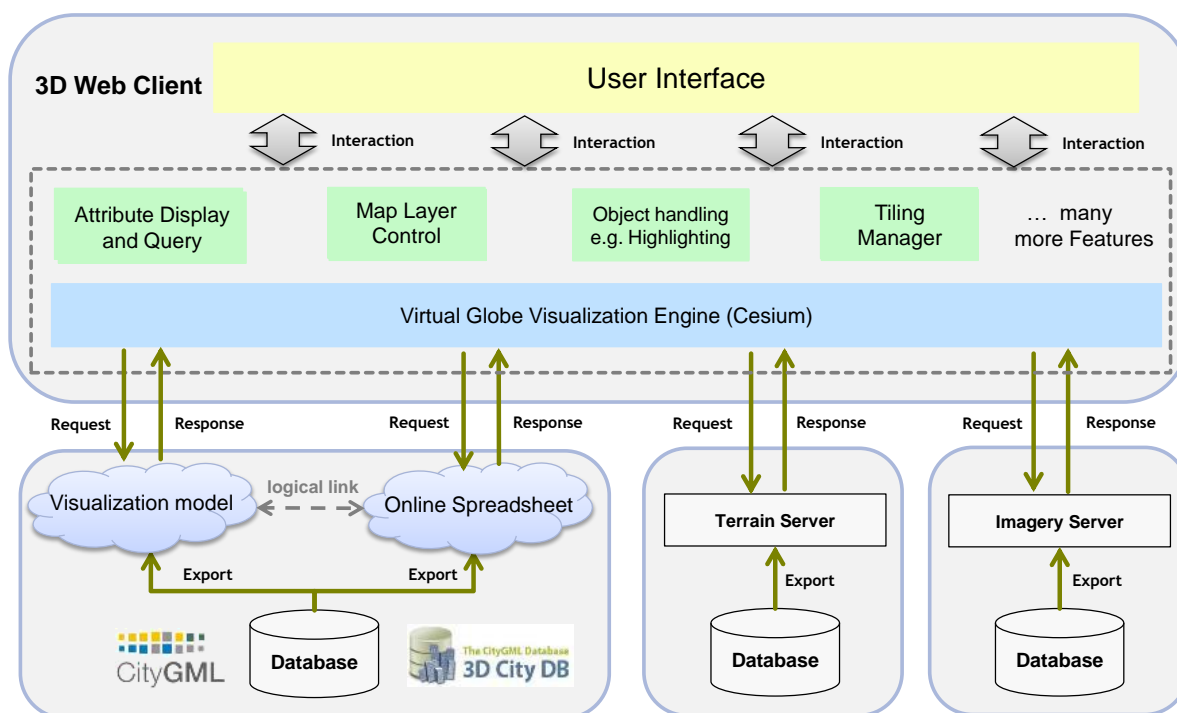 3D Web Client
User Interface
Interaction
Interaction
Interaction
Interaction
Attribute Display
and Query
Map Layer
Control
Object handling
e.g. Highlighting
Tiling
Manager
... many
more Features
Virtual Globe Visualization Engine (Cesium)
Request
Response
Request
Response
Request
Response
Request
Response
Visualization model
logical link
Online Spreadsheet
Terrain Server
Imagery Server
Export
Export
Export
Export
CityGML
Database
The CityGML Database
3D City DB
Database
Database